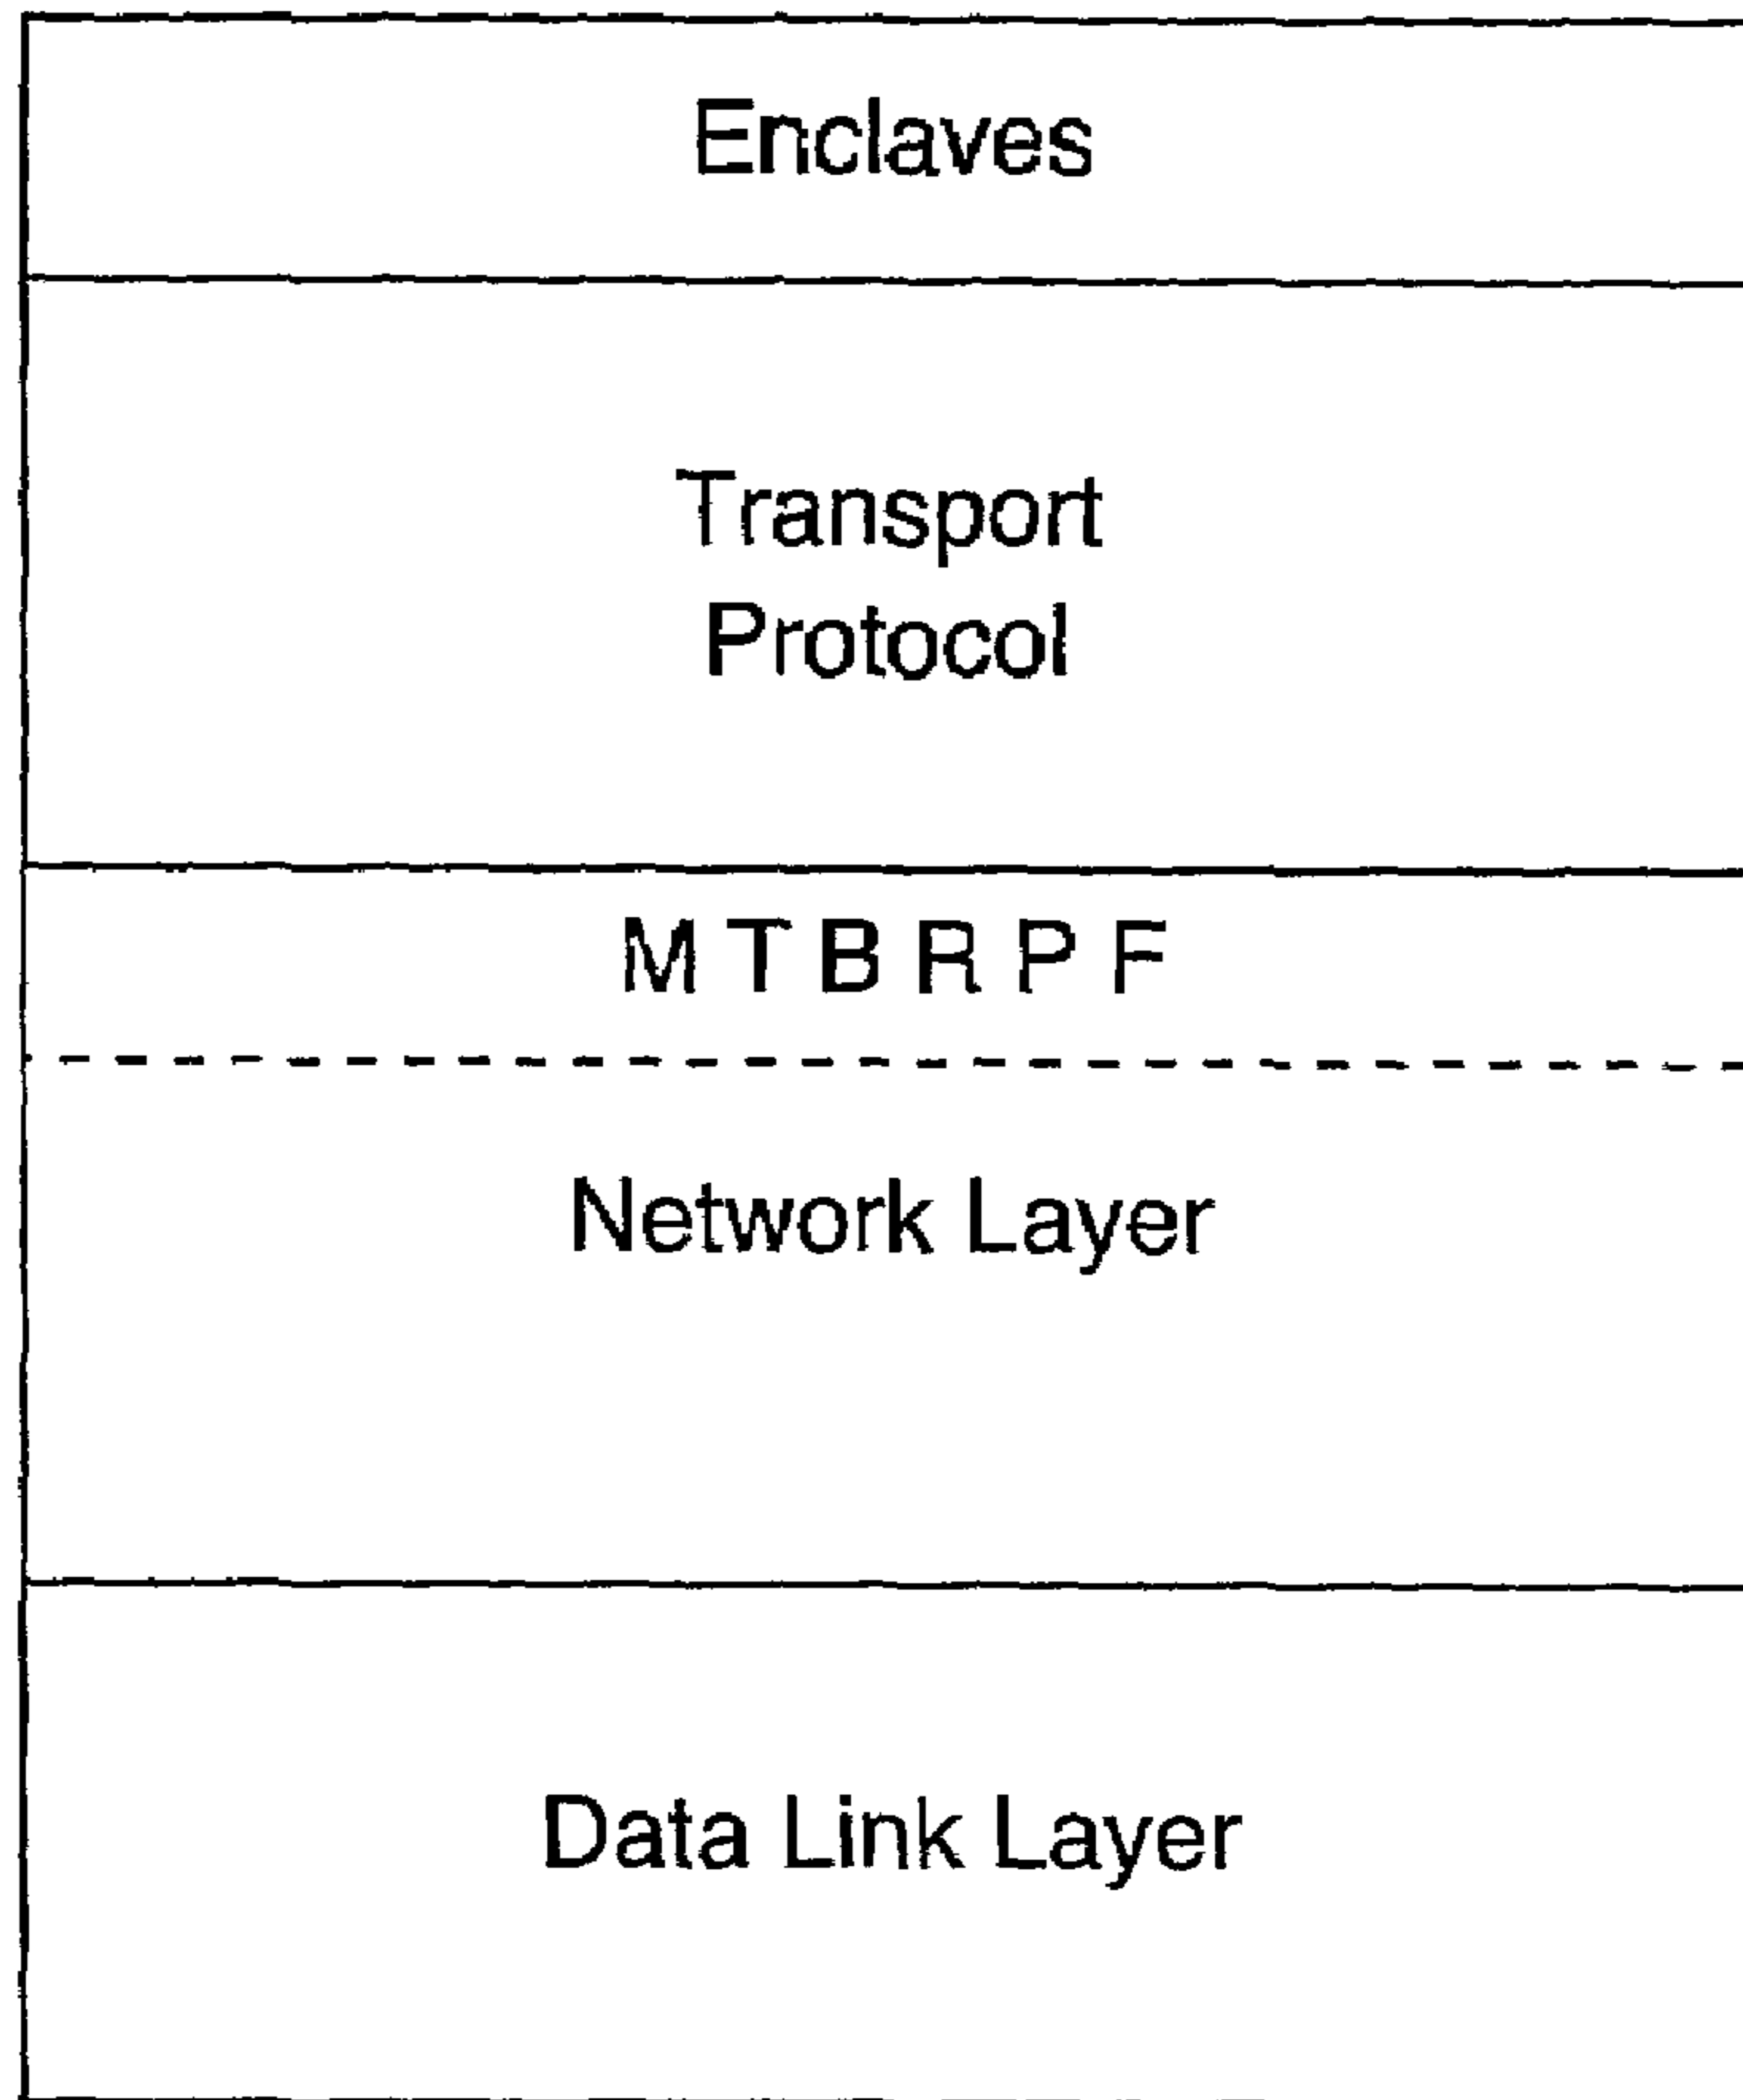 Enclaves
Transport
Protocol
M T B R P F
Network Layer
Data Link Layer